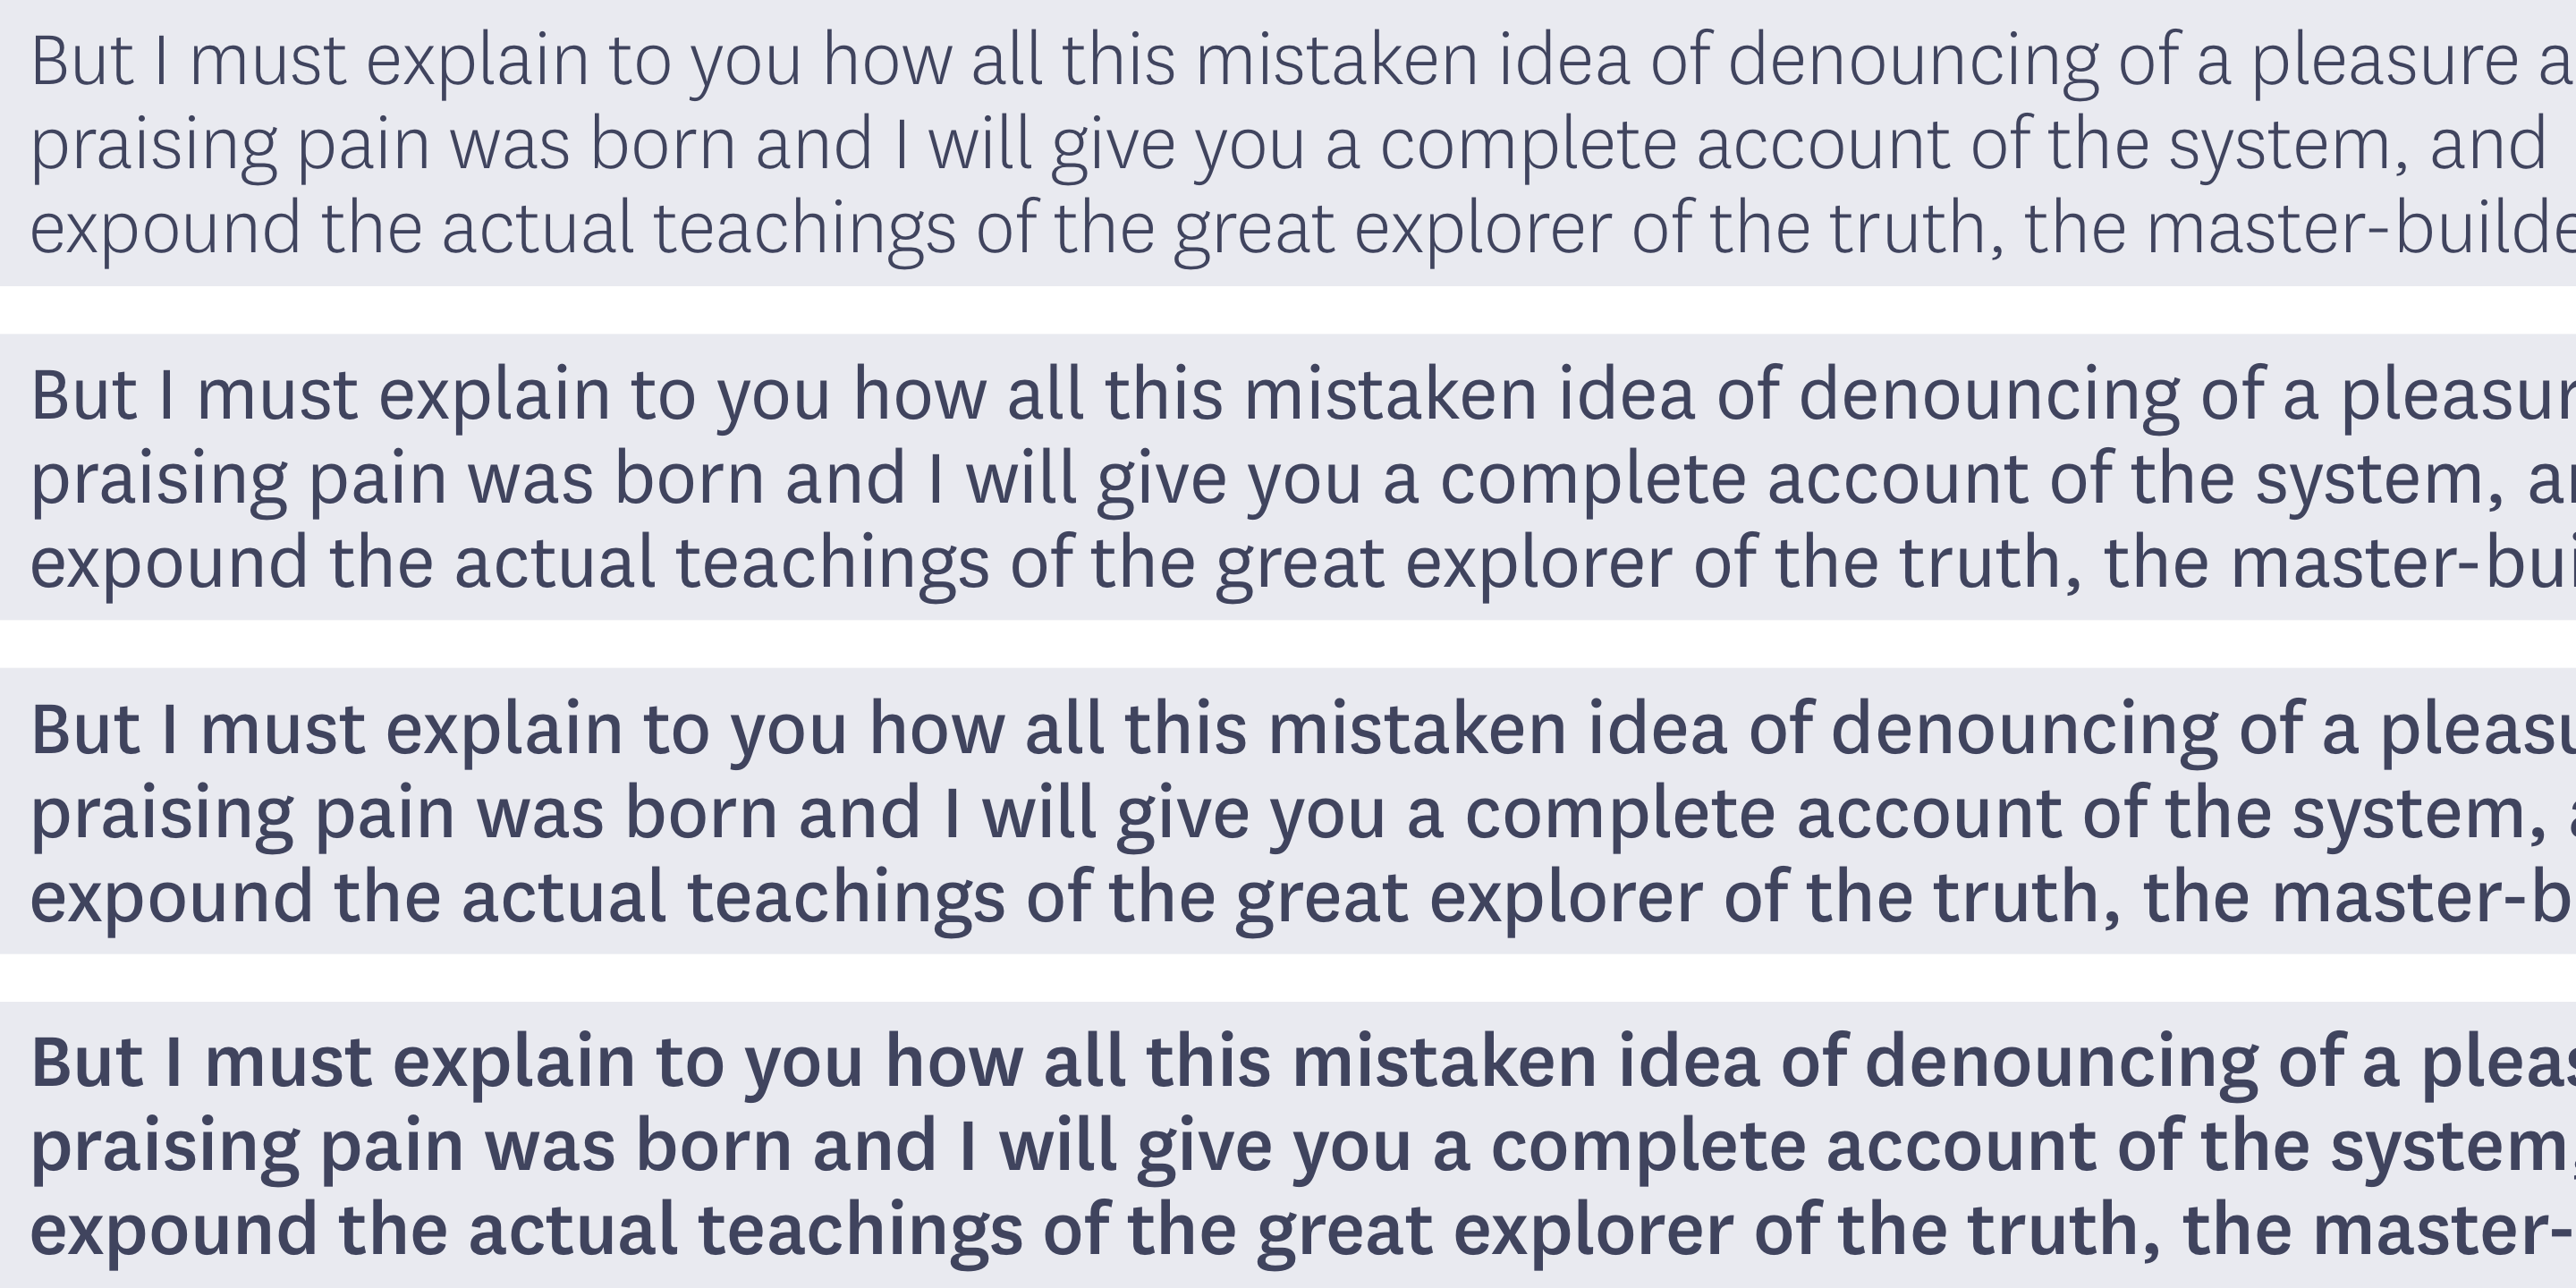 But I must explain to you how all this mistaken idea of denouncing of a pleasure a
praising pain was born and I will give you a complete account of the system, and
expound the actual teachings of the great explorer of the truth, the master-builde
But I must explain to you how all this mistaken idea of denouncing of a pleasur
praising pain was born and I will give you a complete account of the system, an
expound the actual teachings of the great explorer of the truth, the master-bui
But I must explain to you how all this mistaken idea of denouncing of a pleasu
praising pain was born and I will give you a complete account of the system, a
expound the actual teachings of the great explorer of the truth, the master-b
But I must explain to you how all this mistaken idea of denouncing of a pleas
praising pain was born and I will give you a complete account of the system,
expound the actual teachings of the great explorer of the truth, the master-